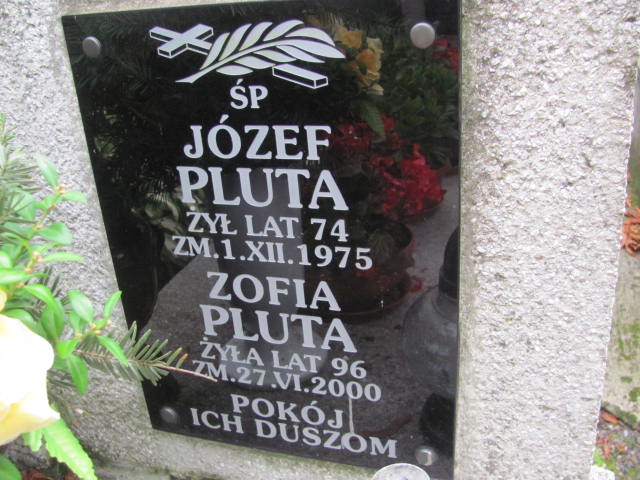 ŚP
JÓZEF
PLUTA
ŻYŁ LAT 74
ZM.1.XII.1975
ZOFIA
PLUTA
ŻYŁA LAT 96
ZM.27.VI.2000
POKÓJ
ICH DUSZOM